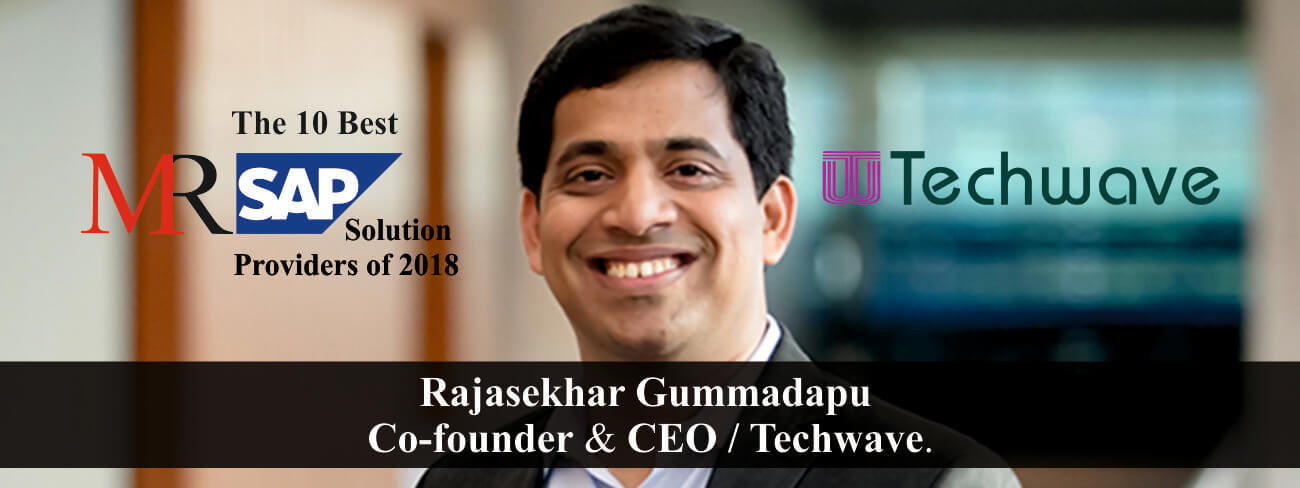 The 10 Best
MR SAP
Solution
Providers of 2018
Techwave
Rajasekhar Gummadapu
Co-founder & CEO / Techwave.